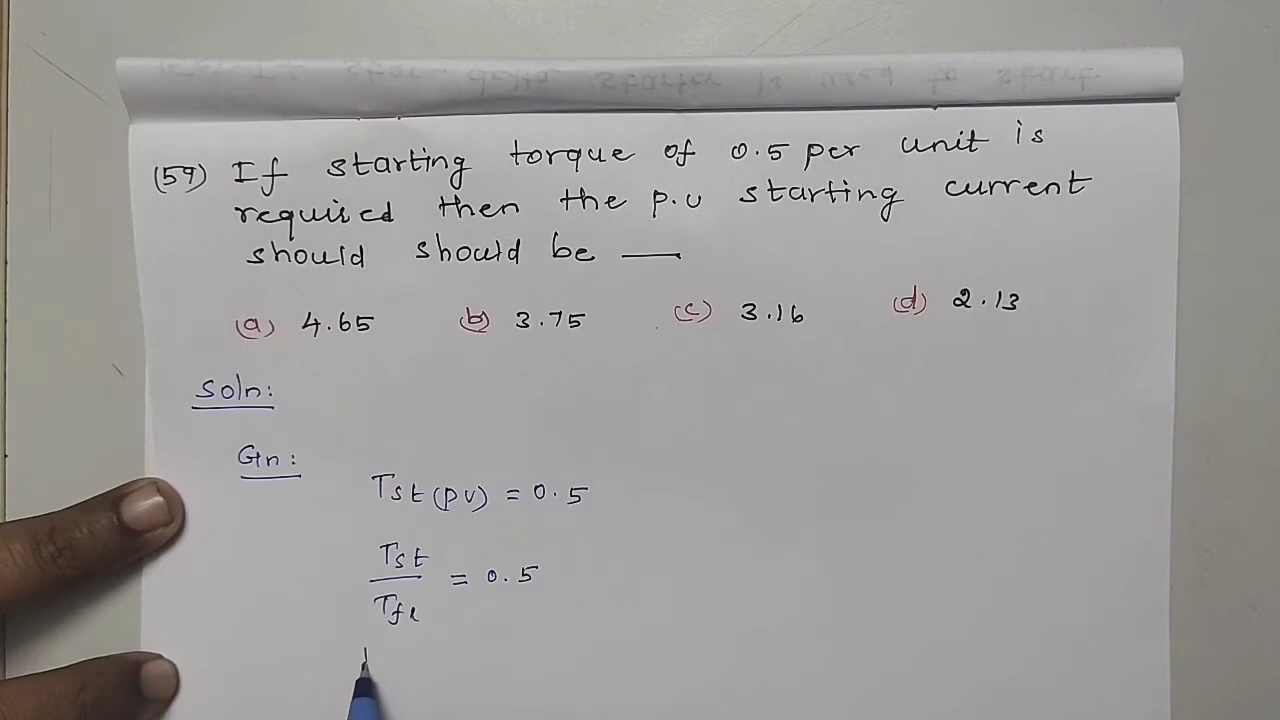 (59) If starting torque of 0.5 per unit is
required then the p.u starting current
should should be —
(a) 4.65 (b) 3.75 (c) 3.16 (d) 2.13
Soln:
Gn:
Tst(pu) = 0.5
Tst
= 0.5
Tfl